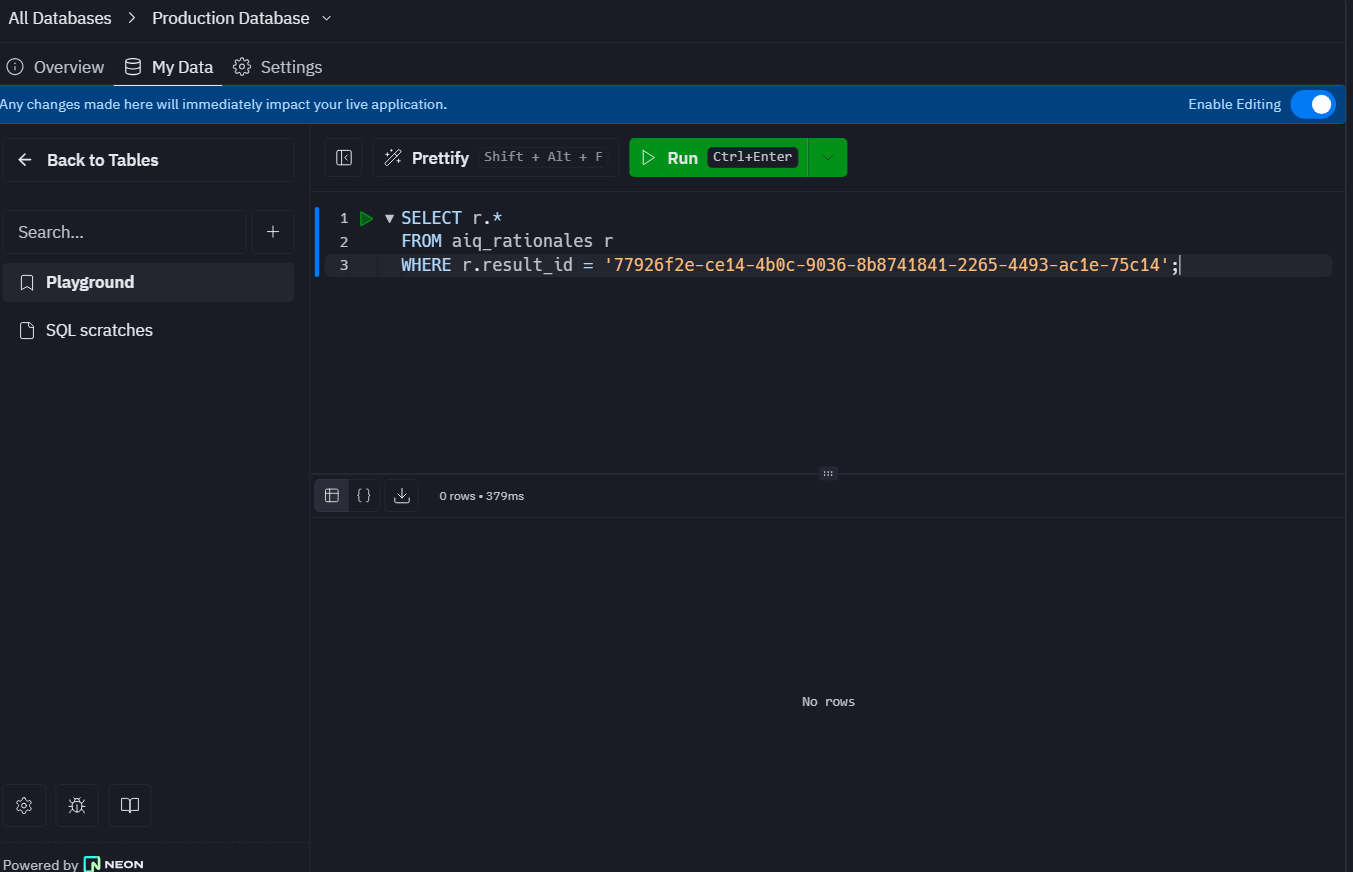 All Databases > Production Database
Overview My Data Settings
Any changes made here will immediately impact your live application. Enable Editing
Back to Tables
Prettify Shift + Alt + F Run Ctrl+Enter
Search... +
Playground
SQL scratches
1 SELECT r.*
2 FROM aiq_rationales r
3 WHERE r.result_id = '77926f2e-ce14-4b0c-9036-8b8741841-2265-4493-ac1e-75c14';
{ } 0 rows • 379ms
No rows
Powered by NEON